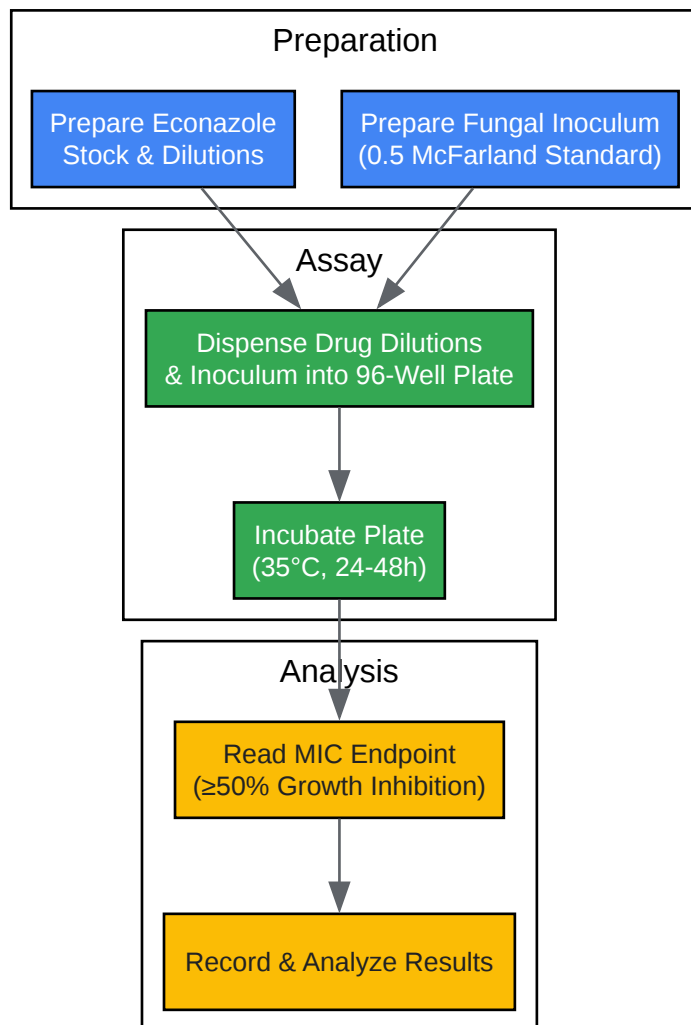 Preparation
Prepare Econazole
Stock & Dilutions
Prepare Fungal Inoculum
(0.5 McFarland Standard)
Assay
Dispense Drug Dilutions
& Inoculum into 96-Well Plate
Incubate Plate
(35°C, 24-48h)
Analysis
Read MIC Endpoint
(≥50% Growth Inhibition)
Record & Analyze Results